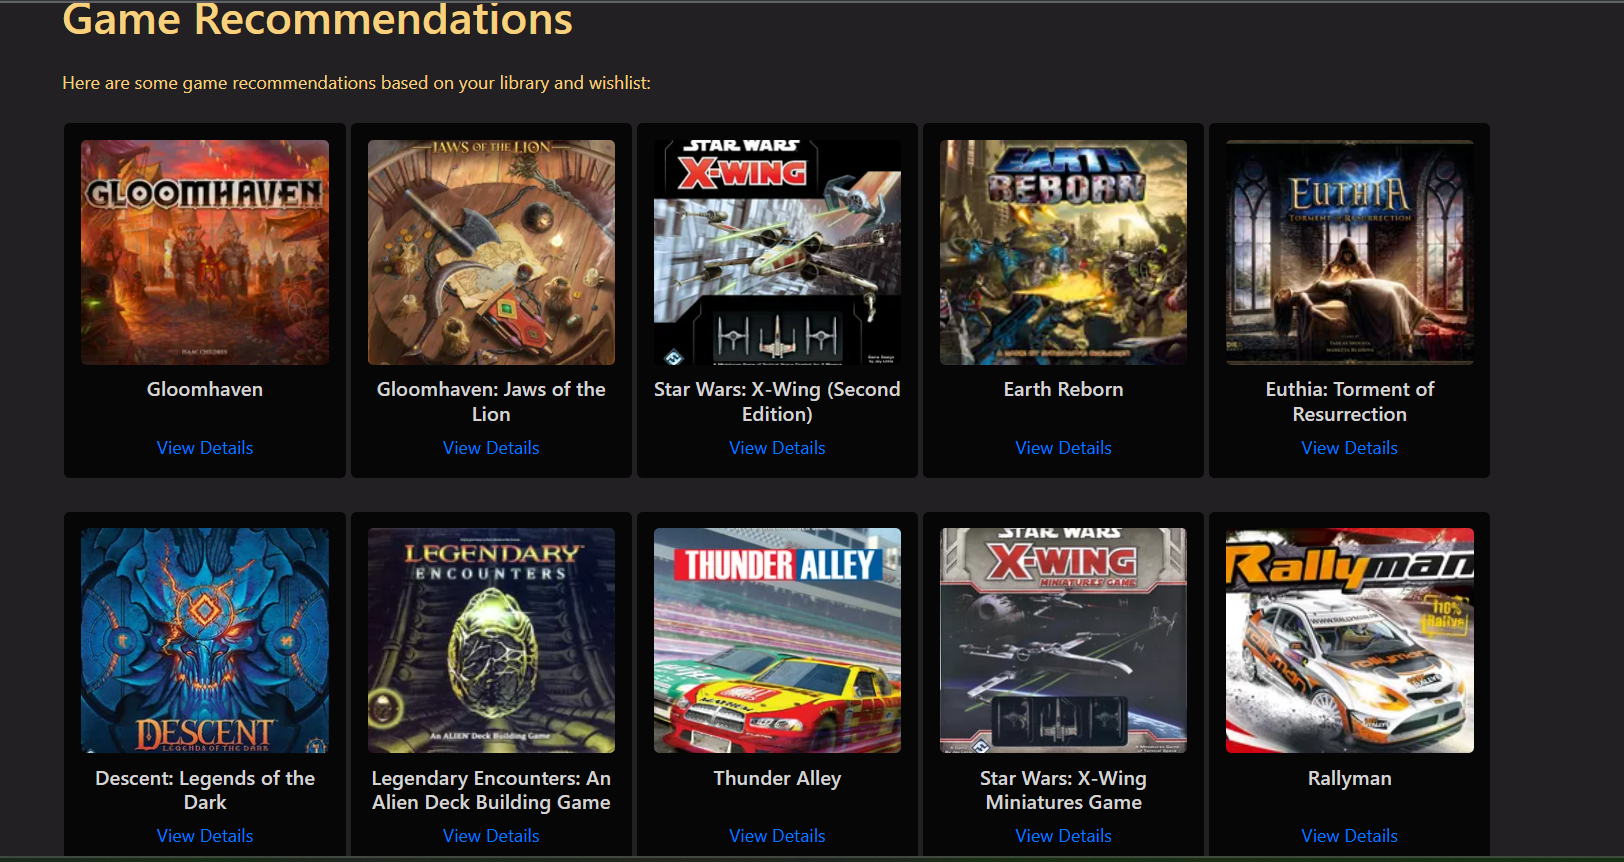 Game Recommendations
Here are some game recommendations based on your library and wishlist:
GLOOMHAVEN
ISAAC CHILDRES
JAWS OF THE LION
STAR WARS
X-WING
EARTH
REBORN
EUTHIA
TORMENT OF RESURRECTION
Gloomhaven
Gloomhaven: Jaws of the
Lion
Star Wars: X-Wing (Second
Edition)
Earth Reborn
Euthia: Torment of
Resurrection
View Details
View Details
View Details
View Details
View Details
DESCENT
LEGENDS OF THE DARK
LEGENDARY
ENCOUNTERS
An ALIEN Deck Building Game
THUNDER ALLEY
STAR WARS
X-WING
MINIATURES GAME
Rallyman
Descent: Legends of the
Dark
Legendary Encounters: An
Alien Deck Building Game
Thunder Alley
Star Wars: X-Wing
Miniatures Game
Rallyman
View Details
View Details
View Details
View Details
View Details